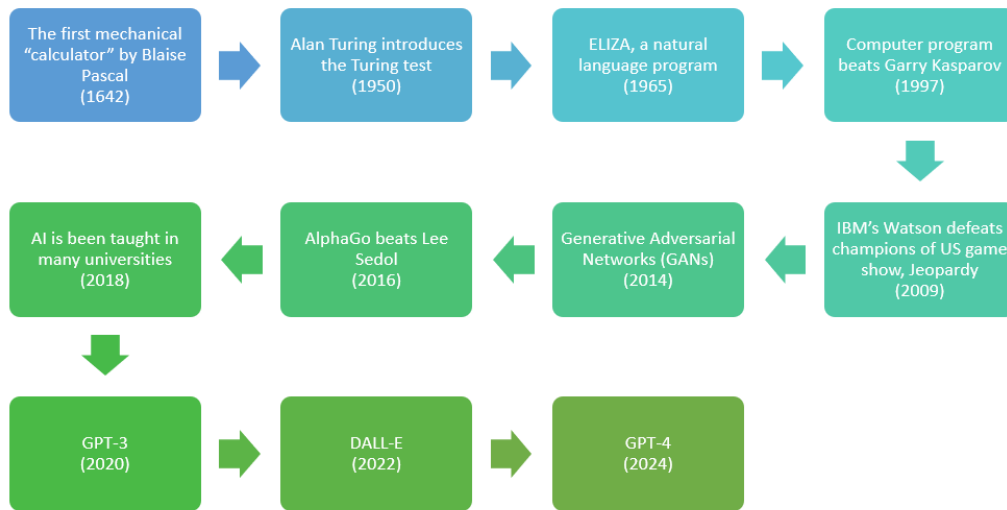 The first mechanical
“calculator” by Blaise
Pascal
(1642)
Alan Turing introduces
the Turing test
(1950)
ELIZA, a natural
language program
(1965)
Computer program
beats Garry Kasparov
(1997)
IBM’s Watson defeats
champions of US game
show, Jeopardy
(2009)
Generative Adversarial
Networks (GANs)
(2014)
AlphaGo beats Lee
Sedol
(2016)
AI is been taught in
many universities
(2018)
GPT-3
(2020)
DALL-E
(2022)
GPT-4
(2024)